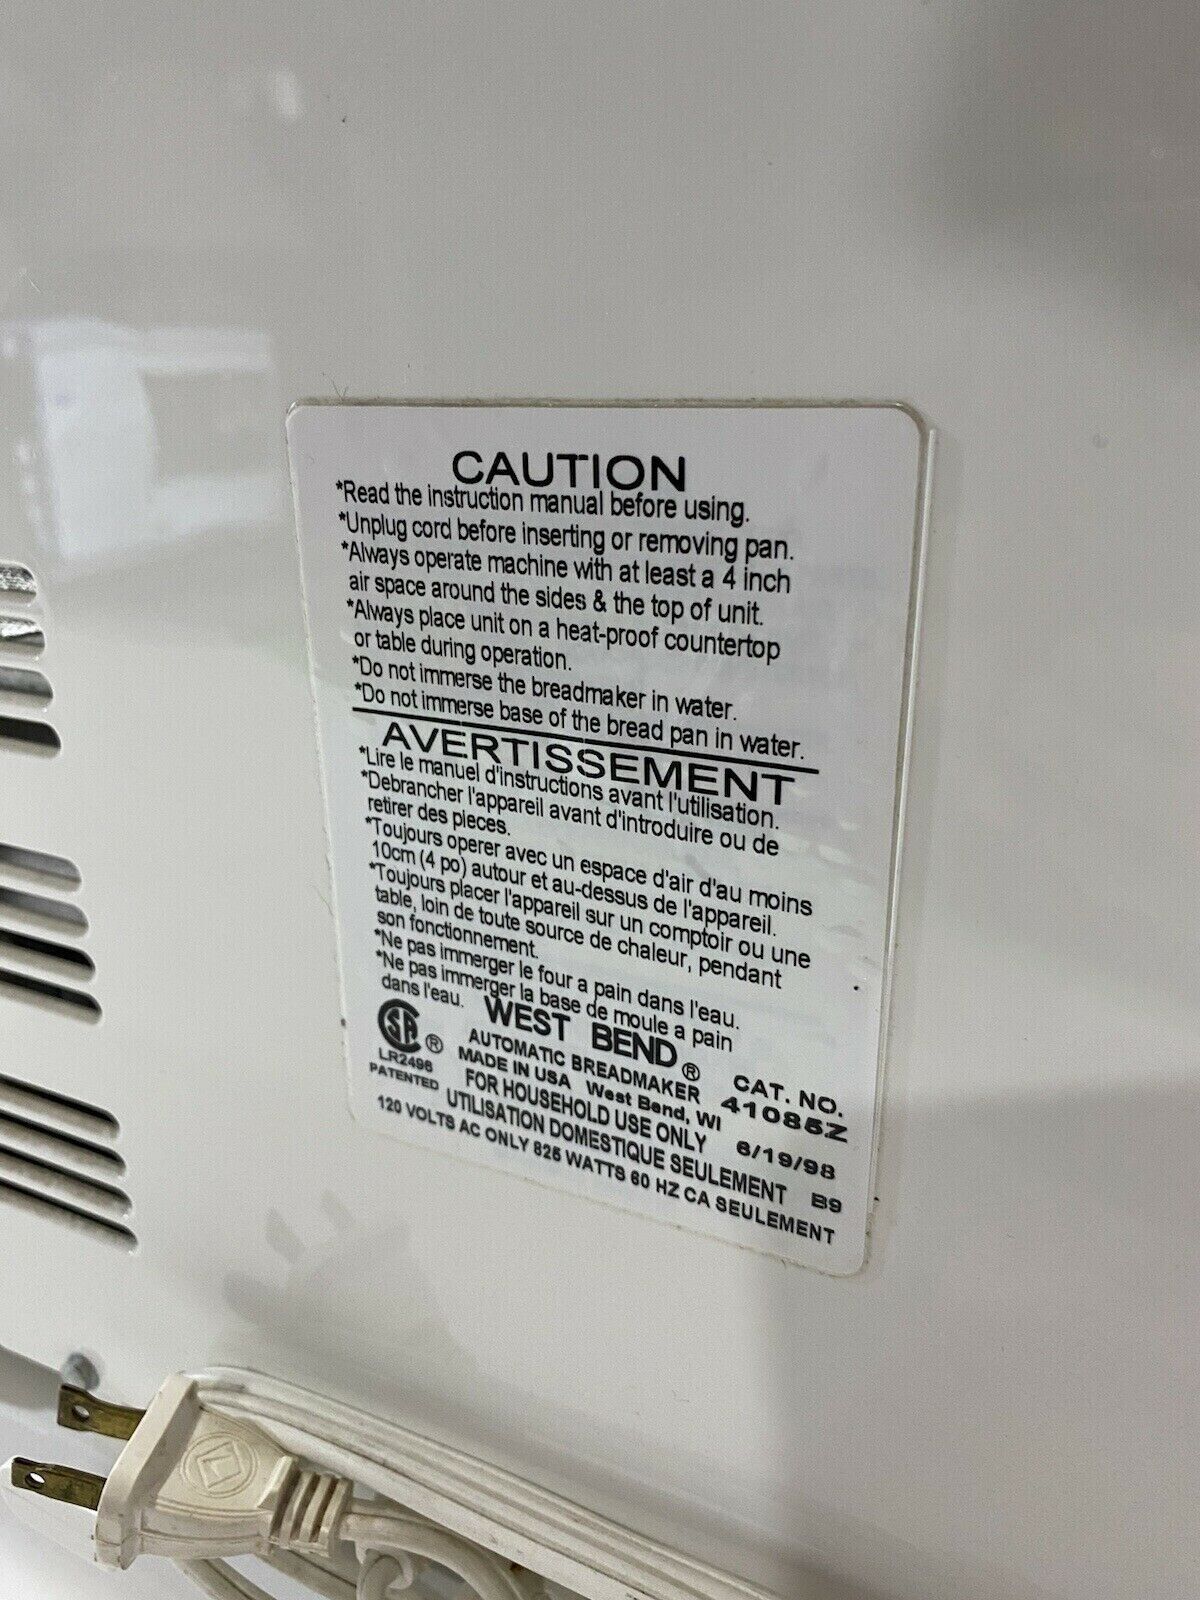 CAUTION
*Read the instruction manual before using.
*Unplug cord before inserting or removing pan.
*Always operate machine with at least a 4 inch
air space around the sides & the top of unit.
*Always place unit on a heat-proof countertop
or table during operation.
*Do not immerse the breadmaker in water.
*Do not immerse base of the bread pan in water.
AVERTISSEMENT
*Lire le manuel d'instructions avant l'utilisation.
*Debrancher l'appareil avant d'introduire ou de
retirer des pieces.
*Toujours operer avec un espace d'air d'au moins
10cm (4 po) autour et au-dessus de l'appareil.
*Toujours placer l'appareil sur un comptoir ou une
table, loin de toute source de chaleur, pendant
son fonctionnement.
*Ne pas immerger le four a pain dans l'eau.
*Ne pas immerger la base de moule a pain
dans l'eau.
WEST BEND®
SA ®
LR2496
PATENTED
AUTOMATIC BREADMAKER
MADE IN USA West Bend, WI
CAT. NO.
41085Z
FOR HOUSEHOLD USE ONLY 6/19/98
UTILISATION DOMESTIQUE SEULEMENT B9
120 VOLTS AC ONLY 825 WATTS 60 HZ CA SEULEMENT